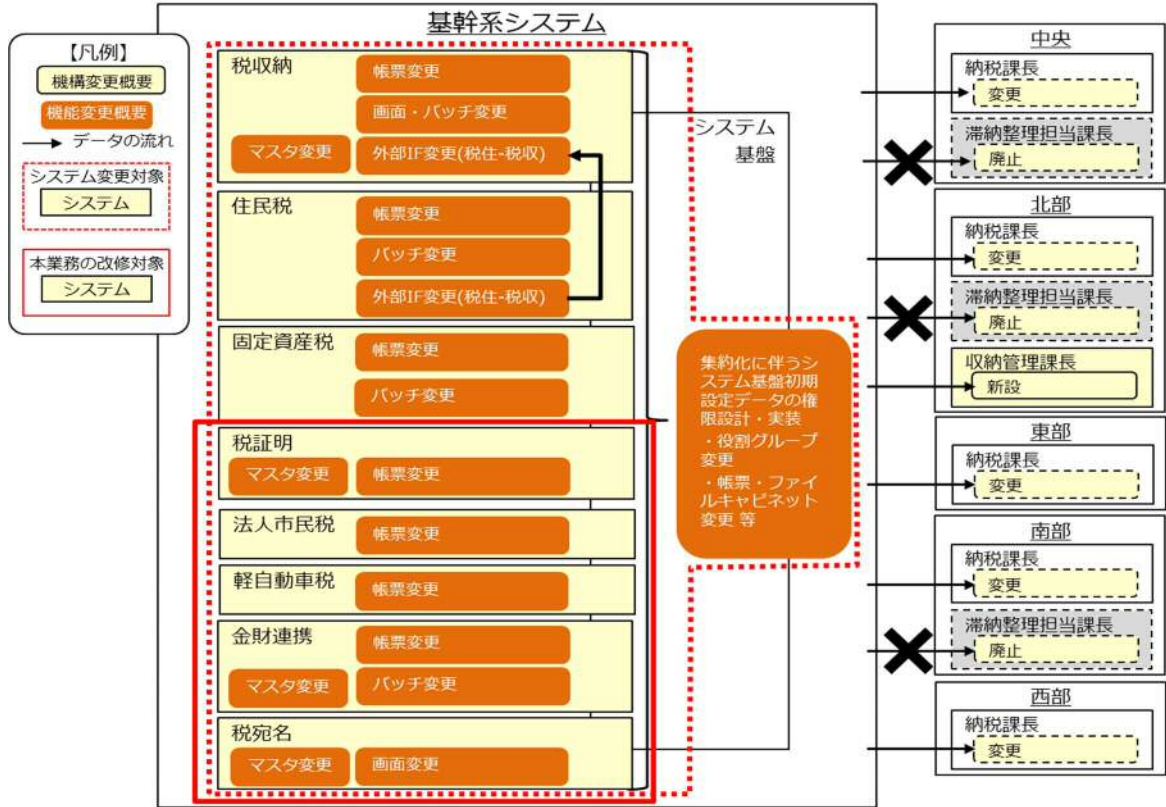 基幹系システム
【凡例】
機構変更概要
機能変更概要
データの流れ
システム変更対象
システム
本業務の改修対象
システム
税収納
帳票変更
画面・バッチ変更
マスタ変更
外部IF変更(税住-税収)
住民税
帳票変更
バッチ変更
外部IF変更(税住-税収)
固定資産税
帳票変更
バッチ変更
税証明
マスタ変更
帳票変更
法人市民税
帳票変更
軽自動車税
帳票変更
金財連携
帳票変更
マスタ変更
バッチ変更
税宛名
マスタ変更
画面変更
システム
基盤
集約化に伴うシ
ステム基盤初期
設定データの権
限設計・実装
・役割グループ
変更
・帳票・ファイ
ルキャビネット
変更 等
中央
納税課長
変更
滞納整理担当課長
廃止
北部
納税課長
変更
滞納整理担当課長
廃止
収納管理課長
新設
東部
納税課長
変更
南部
納税課長
変更
滞納整理担当課長
廃止
西部
納税課長
変更